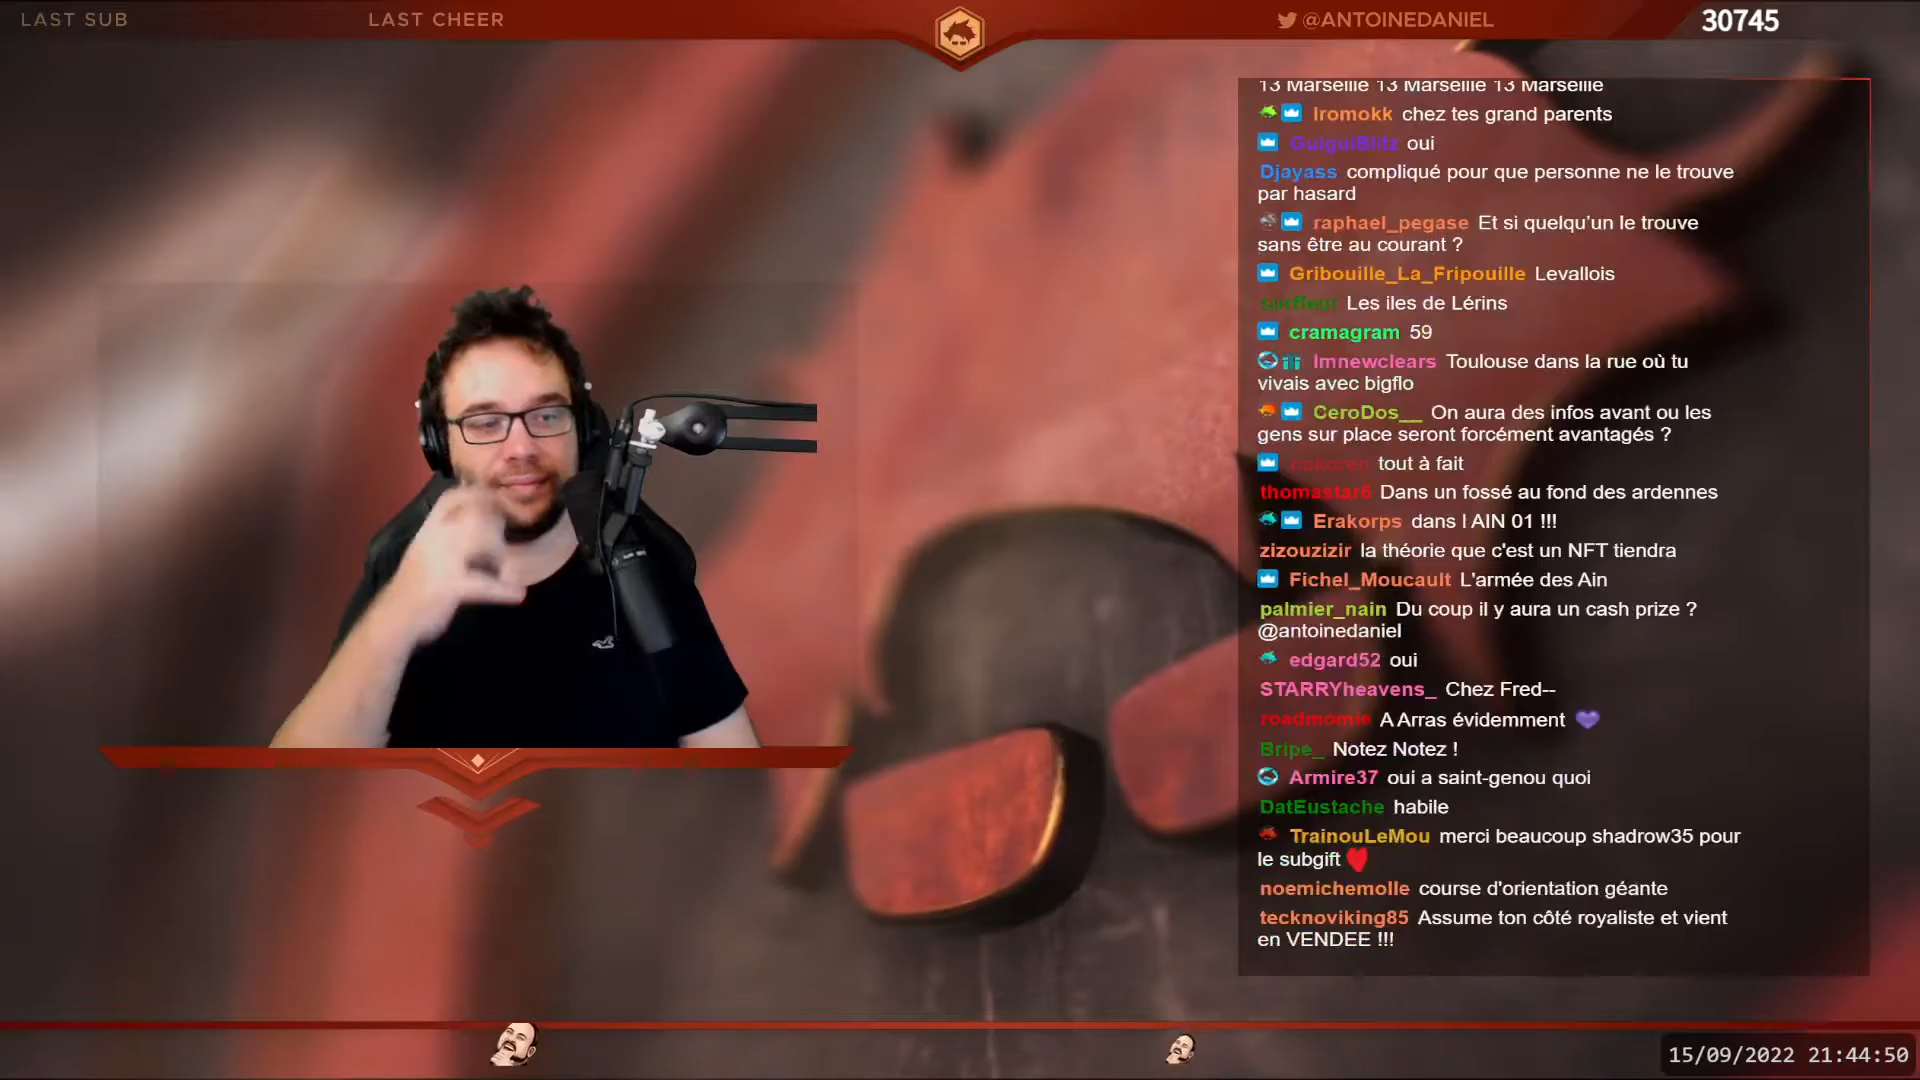 LAST SUB
LAST CHEER
@ANTOINEDANIEL
30745
13 Marseille 13 Marseille 13 Marseille
Iromokk chez tes grand parents
GuiguiBlitz oui
Djayass compliqué pour que personne ne le trouve
par hasard
raphael_pegase Et si quelqu'un le trouve
sans être au courant ?
Gribouille_La_Fripouille Levallois
surffeur Les iles de Lérins
cramagram 59
Imnewclears Toulouse dans la rue où tu
vivais avec bigflo
CeroDos__ On aura des infos avant ou les
gens sur place seront forcément avantagés ?
tout à fait
thomastar6 Dans un fossé au fond des ardennes
Erakorps dans l AIN 01 !!!
zizouzizir la théorie que c'est un NFT tiendra
Fichel_Moucault L'armée des Ain
palmier_nain Du coup il y aura un cash prize ?
@antoinedaniel
edgard52 oui
STARRYheavens_ Chez Fred--
roadmomie A Arras évidemment
Bripe_ Notez Notez !
Armire37 oui a saint-genou quoi
DatEustache habile
TrainouLeMou merci beaucoup shadrow35 pour
le subgift
noemichemolle course d'orientation géante
tecknoviking85 Assume ton côté royaliste et vient
en VENDEE !!!
15/09/2022 21:44:50